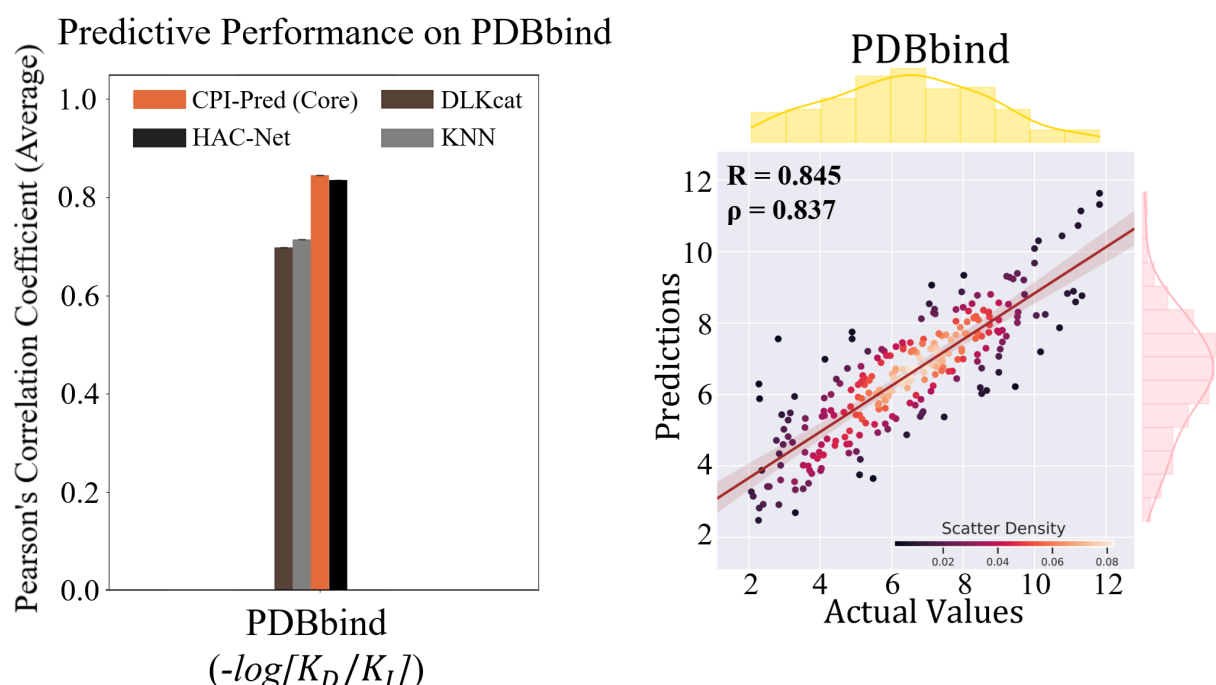 Predictive Performance on PDBbind
Pearson's Correlation Coefficient (Average)
1.0
0.8
0.6
0.4
0.2
0.0
CPI-Pred (Core)
DLKcat
HAC-Net
KNN
PDBbind
(-log[K_D/K_I])
PDBbind
R = 0.845
ρ = 0.837
Predictions
12
10
8
6
4
2
Scatter Density
0.02 0.04 0.06 0.08
2 4 6 8 10 12
Actual Values